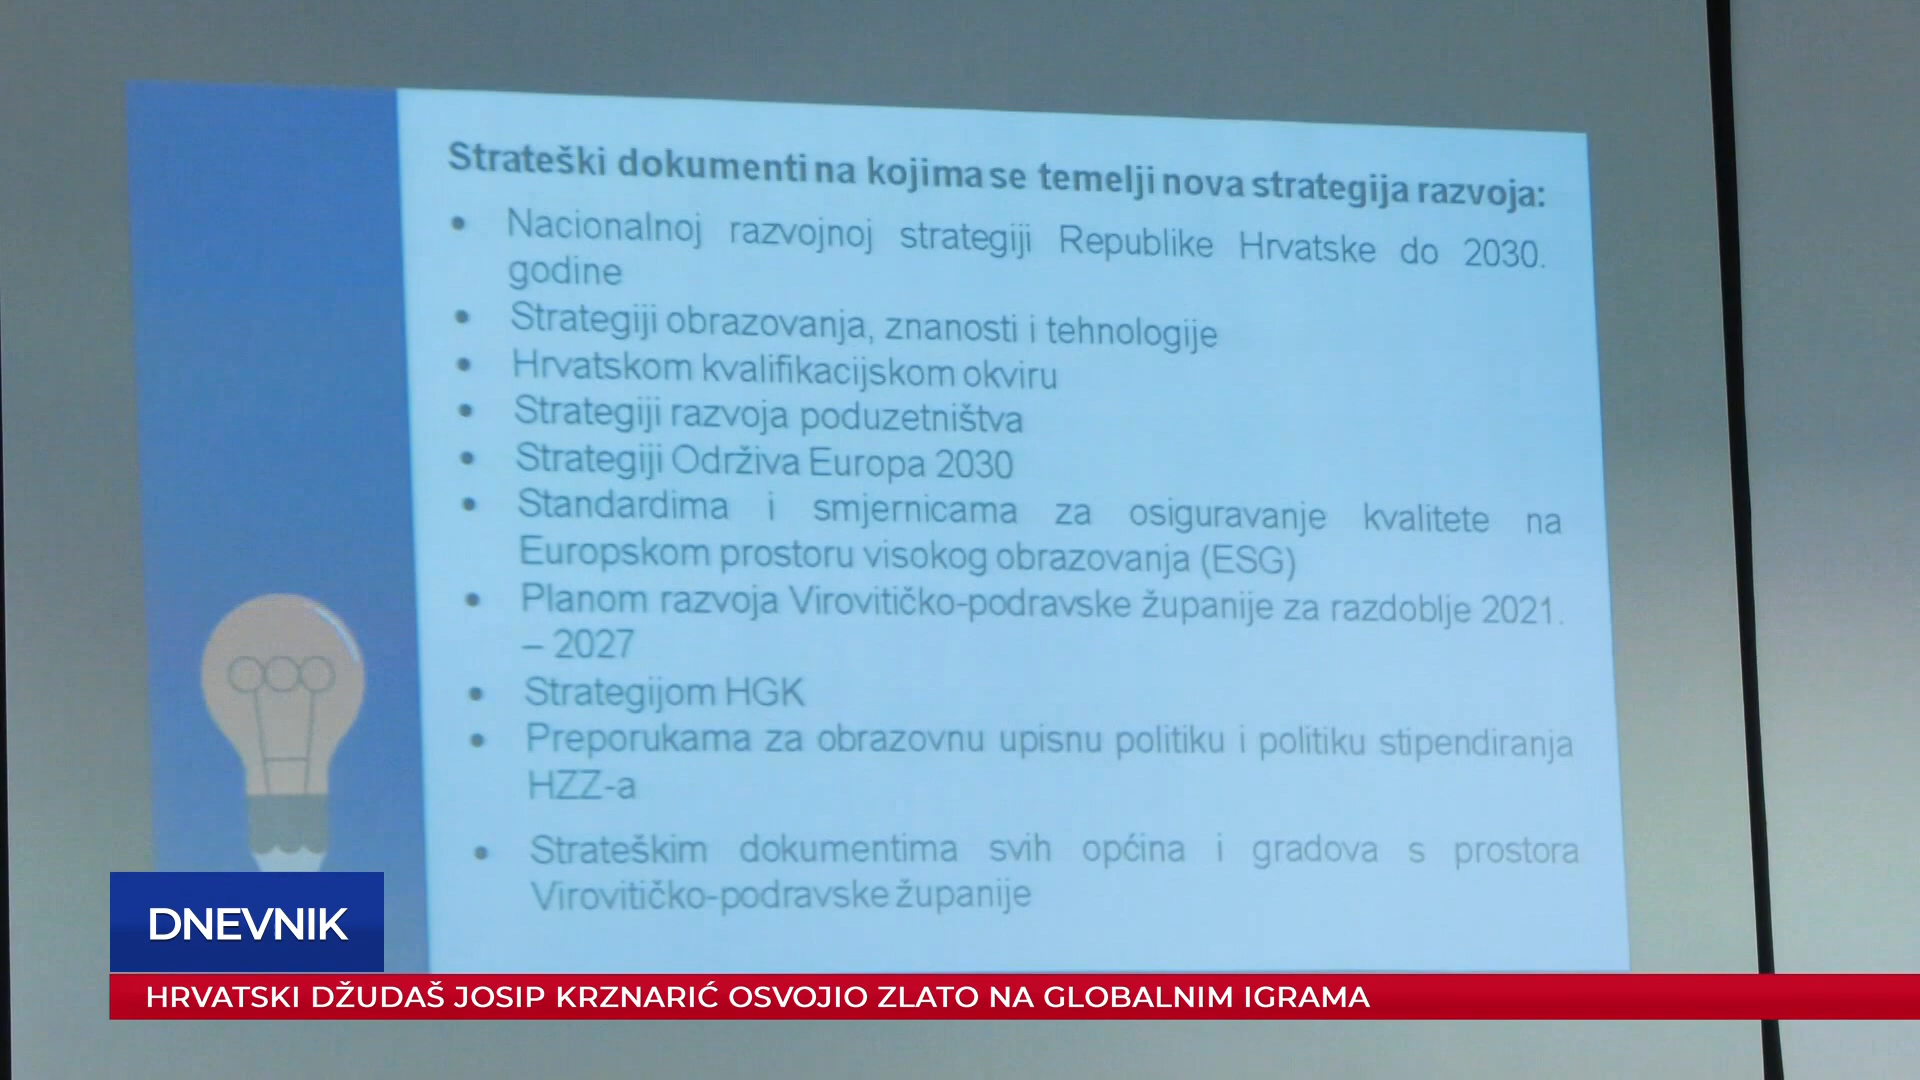 Strateški dokumenti na kojima se temelji nova strategija razvoja:
• Nacionalnoj razvojnoj strategiji Republike Hrvatske do 2030.
godine
• Strategiji obrazovanja, znanosti i tehnologije
• Hrvatskom kvalifikacijskom okviru
• Strategiji razvoja poduzetništva
• Strategiji Održiva Europa 2030
• Standardima i smjernicama za osiguravanje kvalitete na
Europskom prostoru visokog obrazovanja (ESG)
• Planom razvoja Virovitičko-podravske županije za razdoblje 2021.
– 2027
• Strategijom HGK
• Preporukama za obrazovnu upisnu politiku i politiku stipendiranja
HZZ-a
• Strateškim dokumentima svih općina i gradova s prostora
Virovitičko-podravske županije
DNEVNIK
HRVATSKI DŽUDAŠ JOSIP KRZNARIĆ OSVOJIO ZLATO NA GLOBALNIM IGRAMA